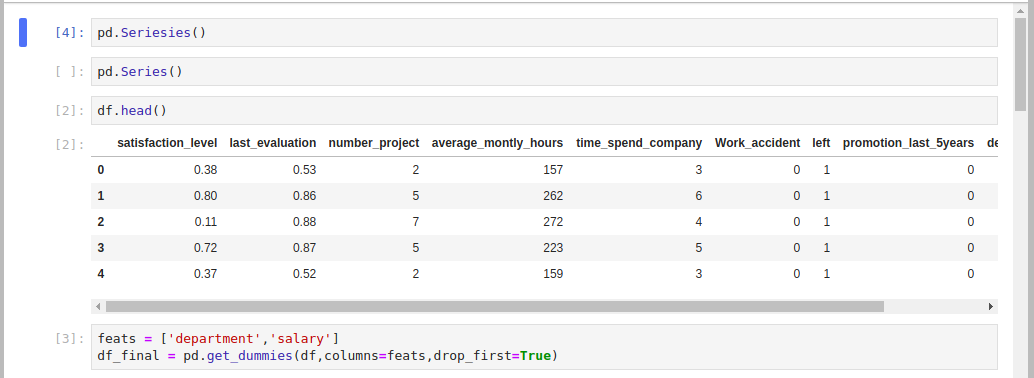 [4]: pd.Seriesies()
[ ]: pd.Series()
[2]: df.head()
[2]: satisfaction_level last_evaluation number_project average_montly_hours time_spend_company Work_accident left promotion_last_5years de
0 0.38 0.53 2 157 3 0 1 0
1 0.80 0.86 5 262 6 0 1 0
2 0.11 0.88 7 272 4 0 1 0
3 0.72 0.87 5 223 5 0 1 0
4 0.37 0.52 2 159 3 0 1 0
[3]: feats = ['department','salary']
df_final = pd.get_dummies(df,columns=feats,drop_first=True)